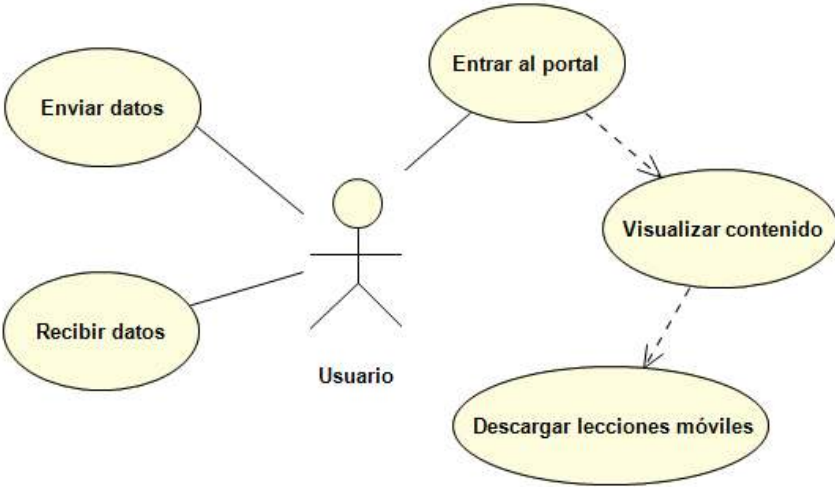 Entrar al portal
Enviar datos
Visualizar contenido
Recibir datos
Usuario
Descargar lecciones móviles